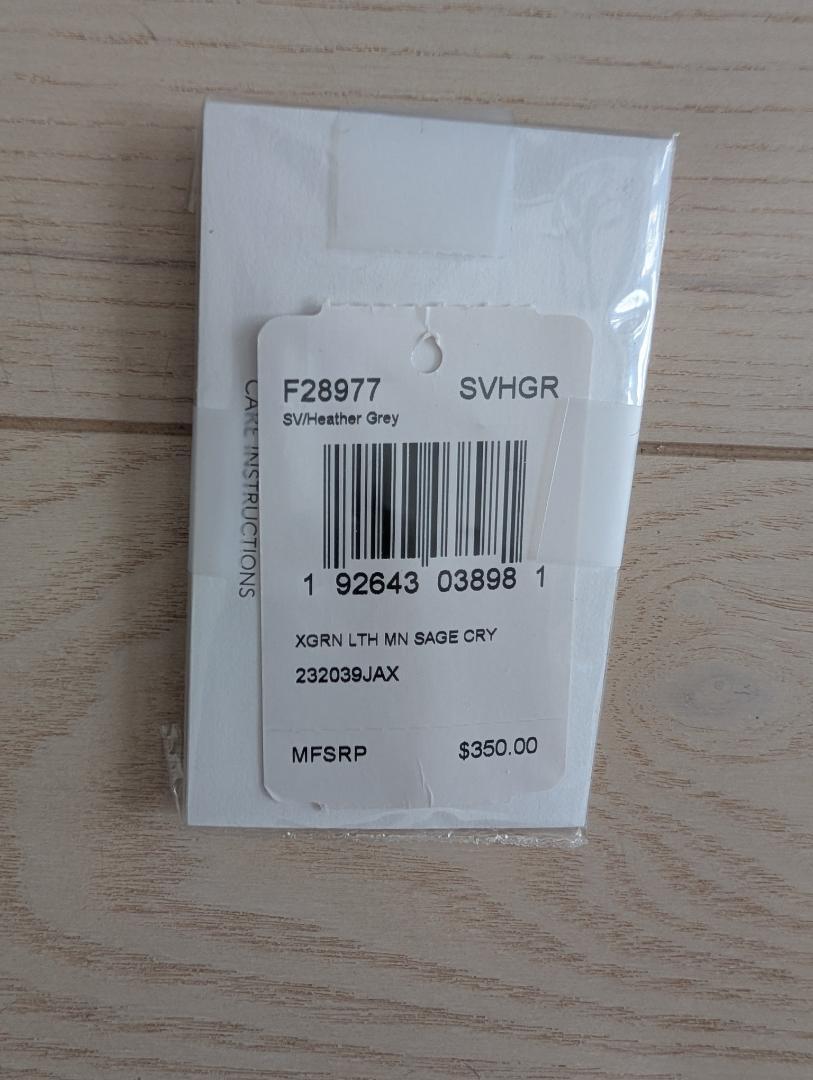 F28977 SVHGR
SV/Heather Grey
1 92643 03898 1
XGRN LTH MN SAGE CRY
232039JAX
MFSRP $350.00
CARE INSTRUCTIONS